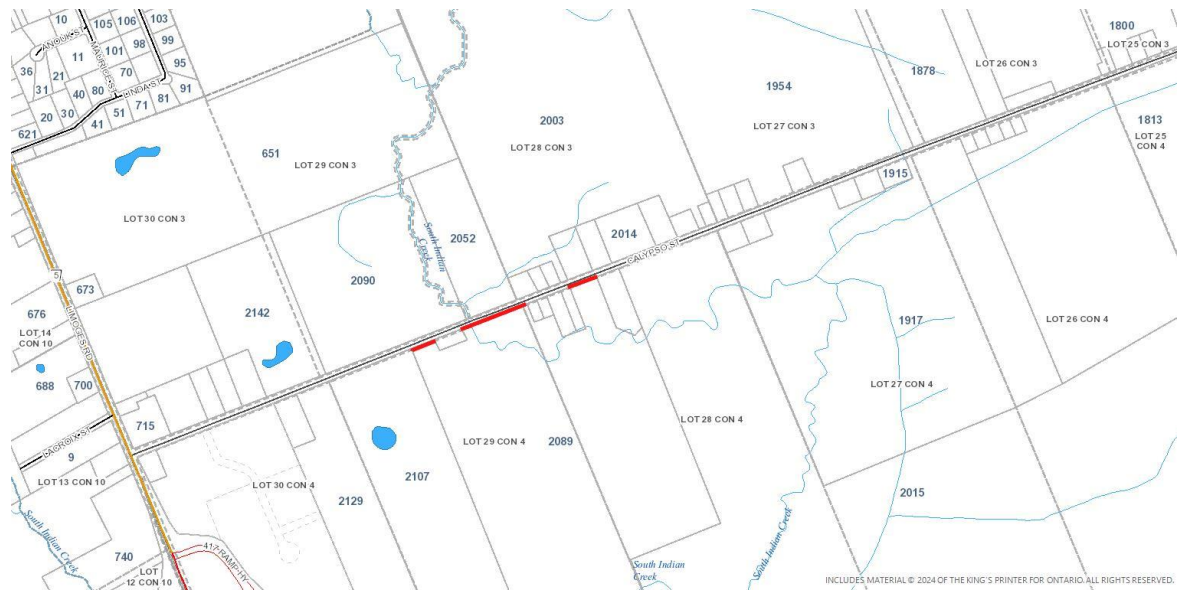 10
105
106
103
ANOUK ST
MAURICE ST
11
101
98
99
36
21
70
95
31
40
80
LINDA ST
91
20
30
51
71
81
621
41
651
LOT 29 CON 3
2003
LOT 28 CON 3
1954
LOT 27 CON 3
1878
LOT 26 CON 3
1800
LOT 25 CON 3
1813
LOT 25
CON 4
1915
LOT 30 CON 3
2052
South Indian
Creek
2014
CALYPSO ST
2090
5
673
LIMOGES RD
676
LOT 14
CON 10
2142
688
700
715
LACROIX ST
9
LOT 13 CON 10
1917
LOT 26 CON 4
LOT 27 CON 4
LOT 28 CON 4
LOT 29 CON 4
2089
2107
LOT 30 CON 4
2129
2015
South Indian Creek
740
417 RAMP HY
LOT
12 CON 10
South Indian
Creek
South Indian Creek
INCLUDES MATERIAL © 2024 OF THE KING'S PRINTER FOR ONTARIO. ALL RIGHTS RESERVED.